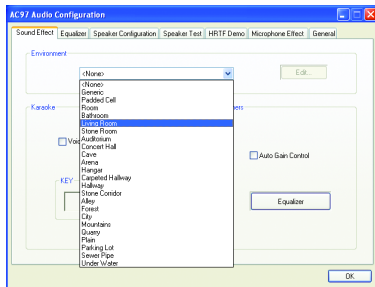 AC97 Audio Configuration
Sound Effect Equalizer Speaker Configuration Speaker Test HRTF Demo Microphone Effect General
Environment
<None>
Edit...
<None>
Generic
Padded Cell
Room
Bathroom
Living Room
Stone Room
Auditorium
Concert Hall
Cave
Arena
Hangar
Carpeted Hallway
Hallway
Stone Corridor
Alley
Forest
City
Mountains
Quarry
Plain
Parking Lot
Sewer Pipe
Under Water
Karaoke
Auto Gain Control
KEY
Equalizer
OK